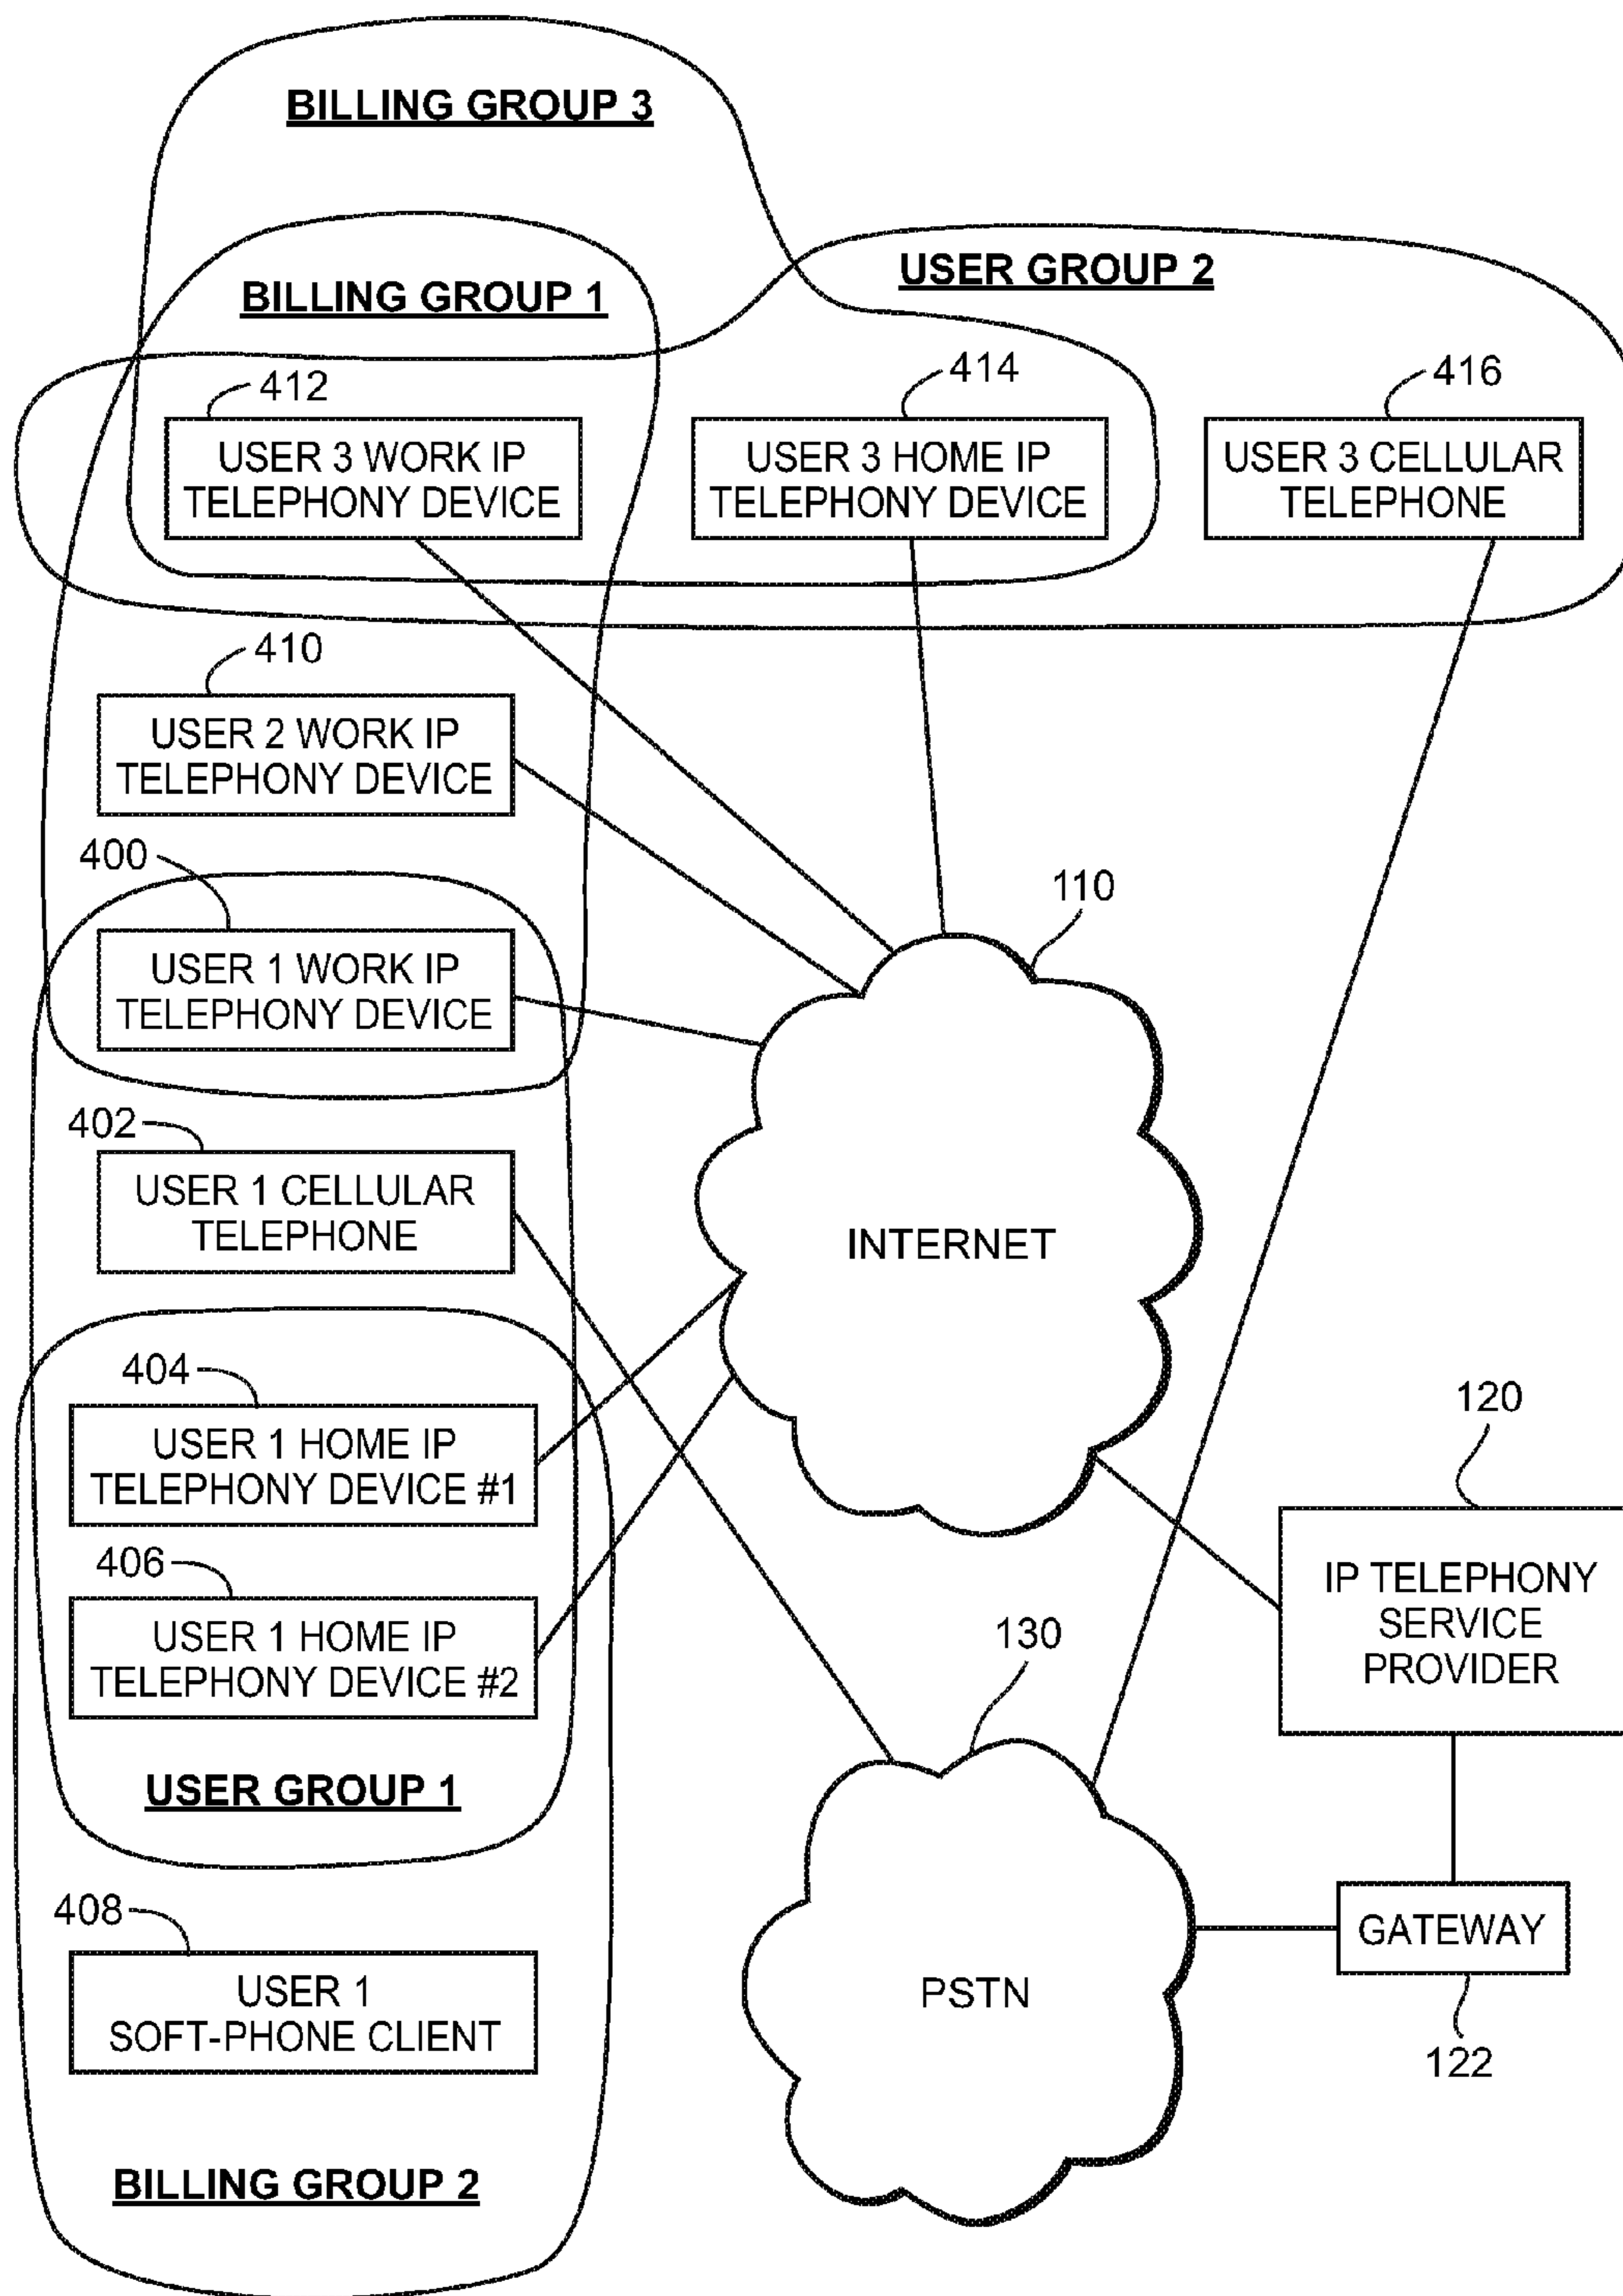 BILLING GROUP 3
BILLING GROUP 1
USER GROUP 2
412
414
416
USER 3 WORK IP
TELEPHONY DEVICE
USER 3 HOME IP
TELEPHONY DEVICE
USER 3 CELLULAR
TELEPHONE
410
USER 2 WORK IP
TELEPHONY DEVICE
400
110
USER 1 WORK IP
TELEPHONY DEVICE
402
USER 1 CELLULAR
TELEPHONE
INTERNET
404
USER 1 HOME IP
TELEPHONY DEVICE #1
120
406
USER 1 HOME IP
TELEPHONY DEVICE #2
IP TELEPHONY
SERVICE
PROVIDER
130
USER GROUP 1
408
USER 1
SOFT-PHONE CLIENT
PSTN
GATEWAY
122
BILLING GROUP 2